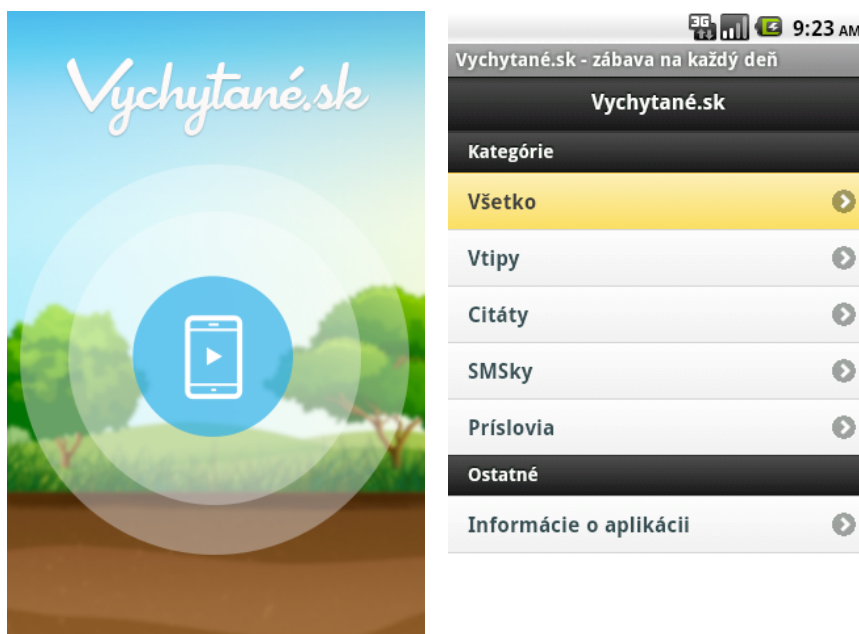 Vychytané.sk
3G 9:23 AM
Vychytané.sk - zábava na každý deň
Vychytané.sk
Kategórie
Všetko
Vtipy
Citáty
SMSky
Príslovia
Ostatné
Informácie o aplikácii